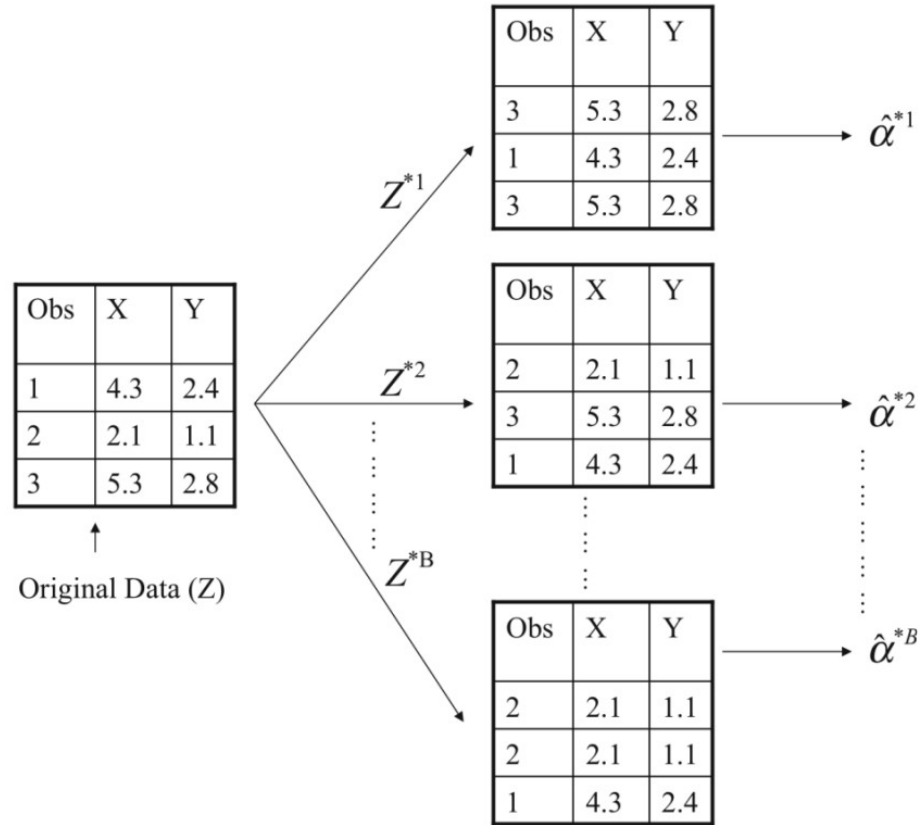 Obs X Y
3 5.3 2.8
1 4.3 2.4
3 5.3 2.8
α̂*1
Z*1
Obs X Y
1 4.3 2.4
2 2.1 1.1
3 5.3 2.8
Original Data (Z)
Z*2
Obs X Y
2 2.1 1.1
3 5.3 2.8
1 4.3 2.4
α̂*2
Z*B
Obs X Y
2 2.1 1.1
2 2.1 1.1
1 4.3 2.4
α̂*B